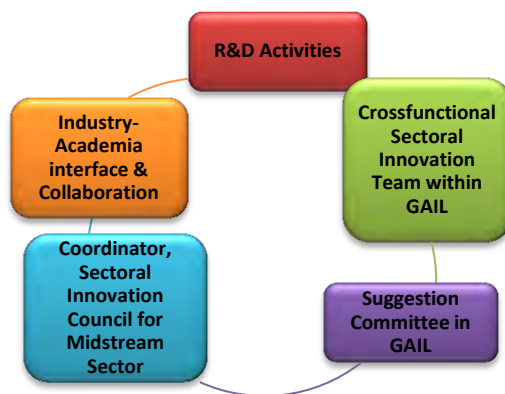 R&D Activities
Crossfunctional
Sectoral
Innovation
Team within
GAIL
Suggestion
Committee in
GAIL
Coordinator,
Sectoral
Innovation
Council for
Midstream
Sector
Industry-
Academia
interface &
Collaboration